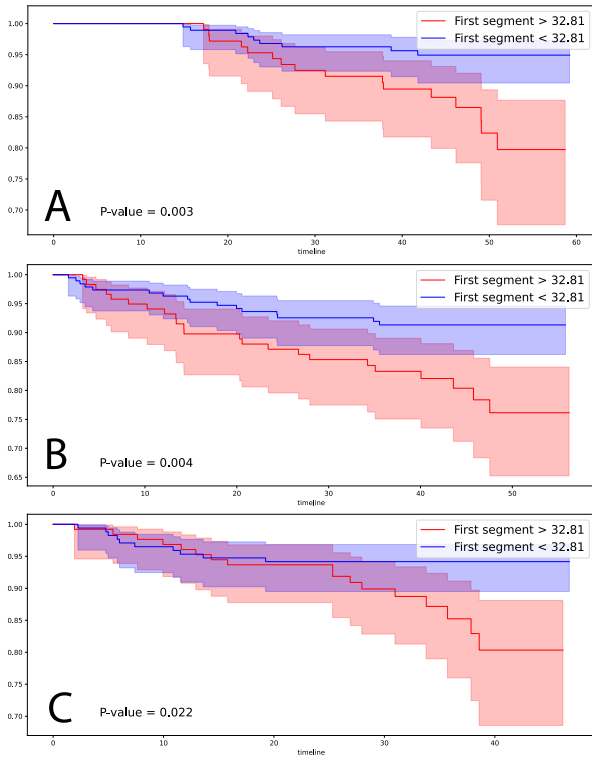 1.00
0.95
0.90
0.85
0.80
0.75
0.70
First segment > 32.81
First segment < 32.81
A
P-value = 0.003
0 10 20 30 40 50 60
timeline
1.00
0.95
0.90
0.85
0.80
0.75
0.70
0.65
First segment > 32.81
First segment < 32.81
B
P-value = 0.004
0 10 20 30 40 50
timeline
1.00
0.95
0.90
0.85
0.80
0.75
0.70
First segment > 32.81
First segment < 32.81
C
P-value = 0.022
0 10 20 30 40
timeline